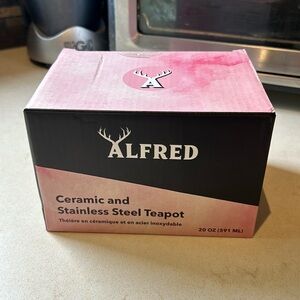 A
ALFRED
Ceramic and
Stainless Steel Teapot
Théière en céramique et en acier inoxydable
20 OZ (591 ML)